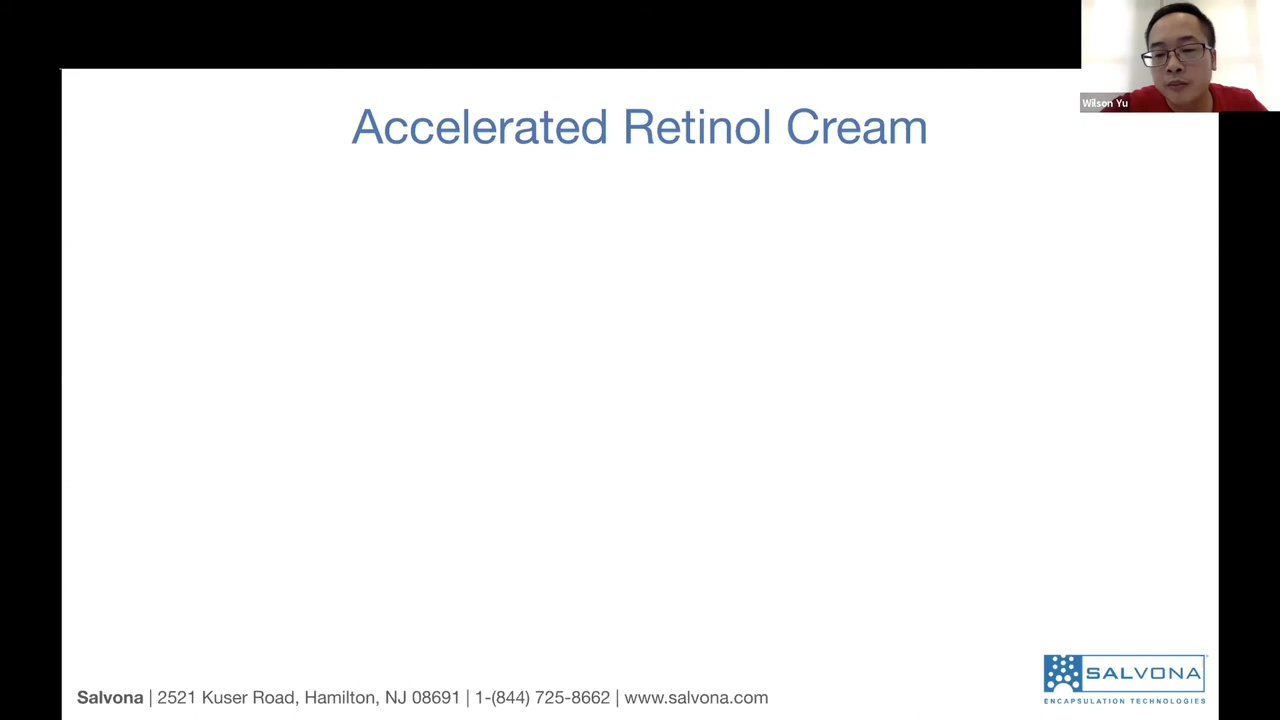 Wilson Yu
Accelerated Retinol Cream
SALVONA
ENCAPSULATION TECHNOLOGIES
Salvona | 2521 Kuser Road, Hamilton, NJ 08691 | 1-(844) 725-8662 | www.salvona.com